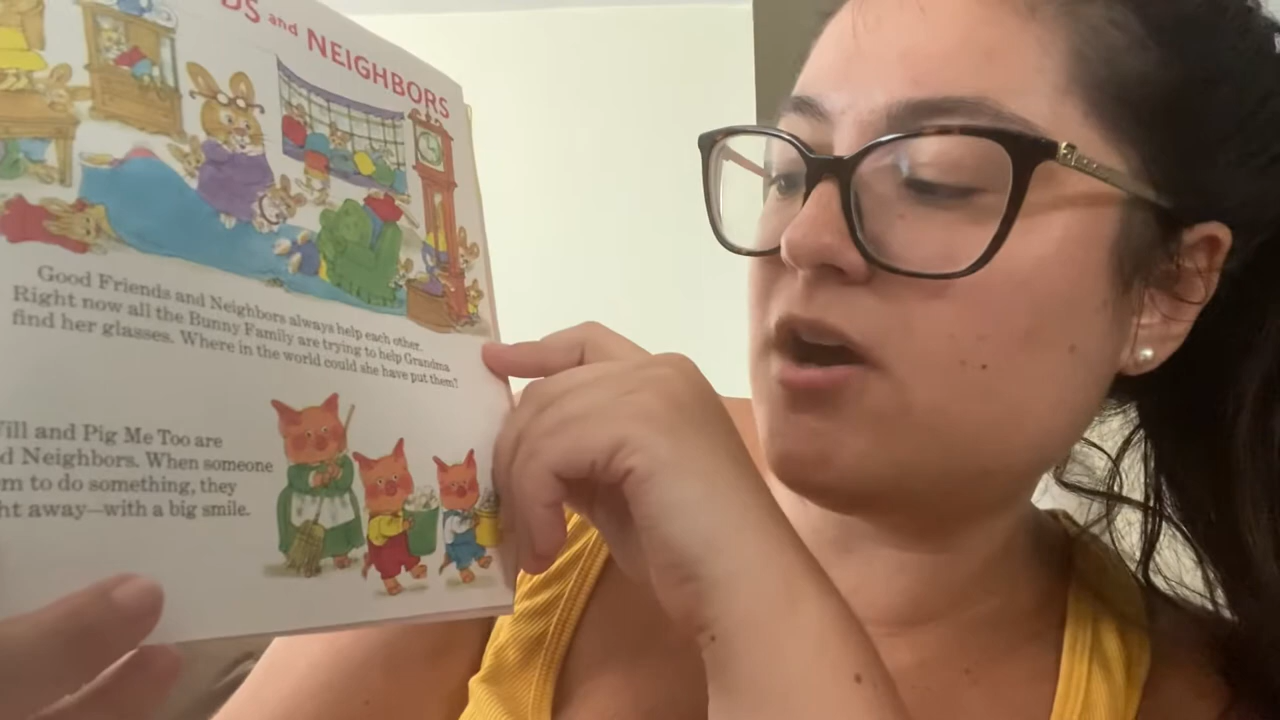 DS and NEIGHBORS
Good Friends and Neighbors always help each other.
Right now all the Bunny Family are trying to help Grandma
find her glasses. Where in the world could she have put them?
Will and Pig Me Too are
d Neighbors. When someone
m to do something, they
ht away—with a big smile.